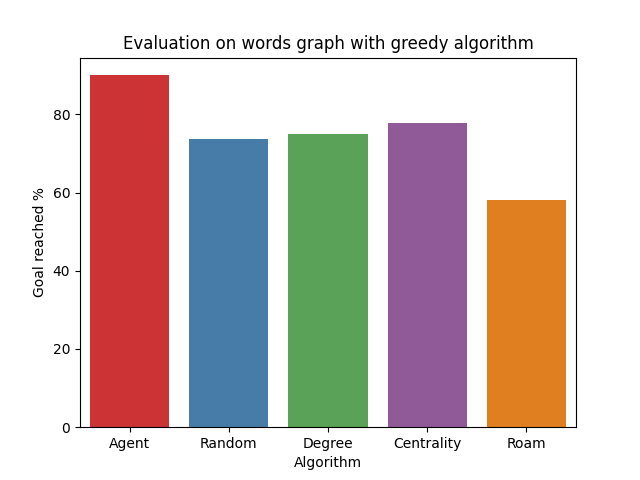 Evaluation on words graph with greedy algorithm
Goal reached %
80
60
40
20
0
Agent Random Degree Centrality Roam
Algorithm